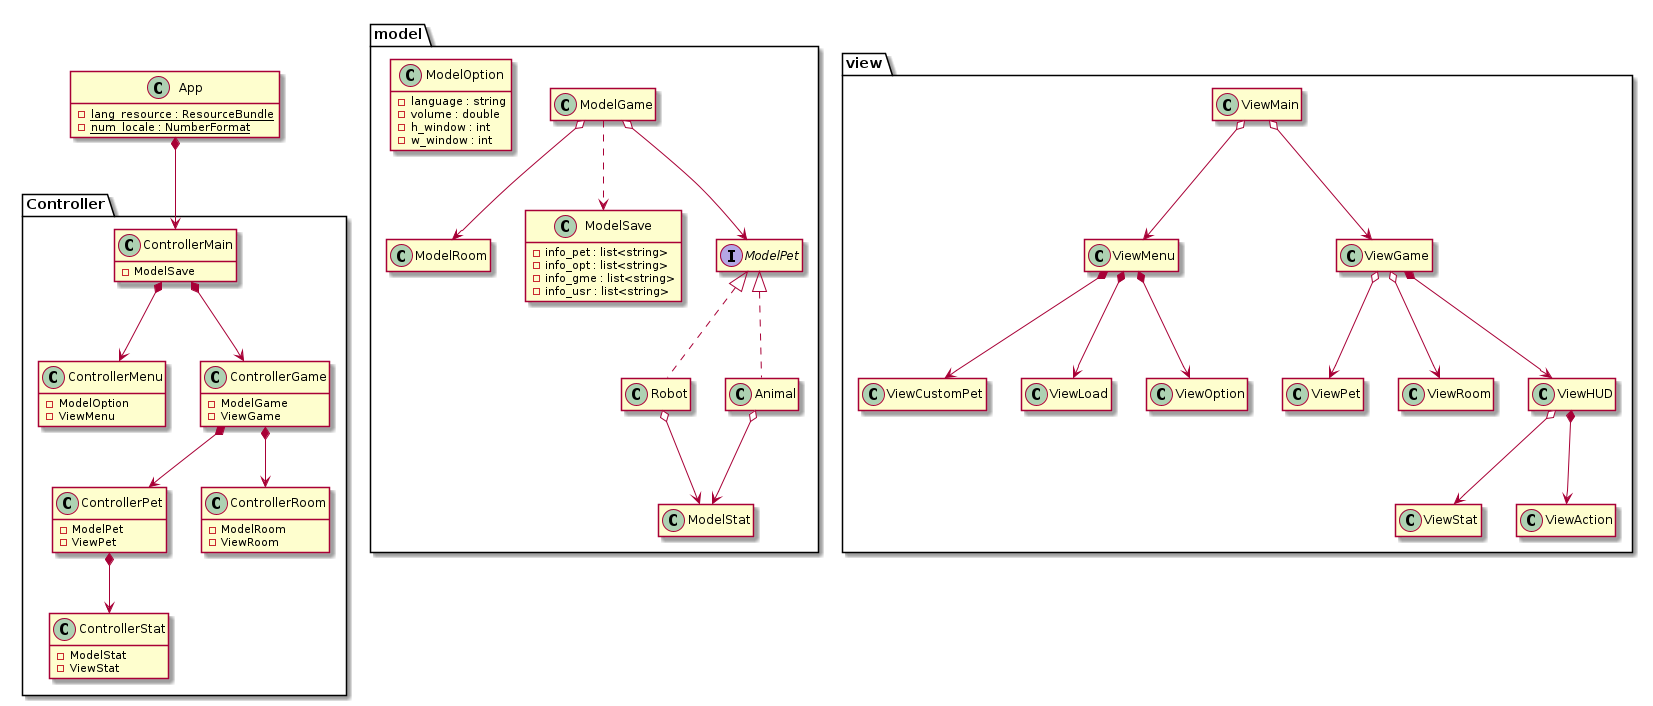 C App
lang_resource : ResourceBundle
num_locale : NumberFormat
Controller
C ControllerMain
ModelSave
C ControllerMenu
ModelOption
ViewMenu
C ControllerGame
ModelGame
ViewGame
C ControllerPet
ModelPet
ViewPet
C ControllerRoom
ModelRoom
ViewRoom
C ControllerStat
ModelStat
ViewStat
model
C ModelOption
language : string
volume : double
h_window : int
w_window : int
C ModelGame
C ModelRoom
C ModelSave
info_pet : list<string>
info_opt : list<string>
info_gme : list<string>
info_usr : list<string>
I ModelPet
C Robot
C Animal
C ModelStat
view
C ViewMain
C ViewMenu
C ViewGame
C ViewCustomPet
C ViewLoad
C ViewOption
C ViewPet
C ViewRoom
C ViewHUD
C ViewStat
C ViewAction